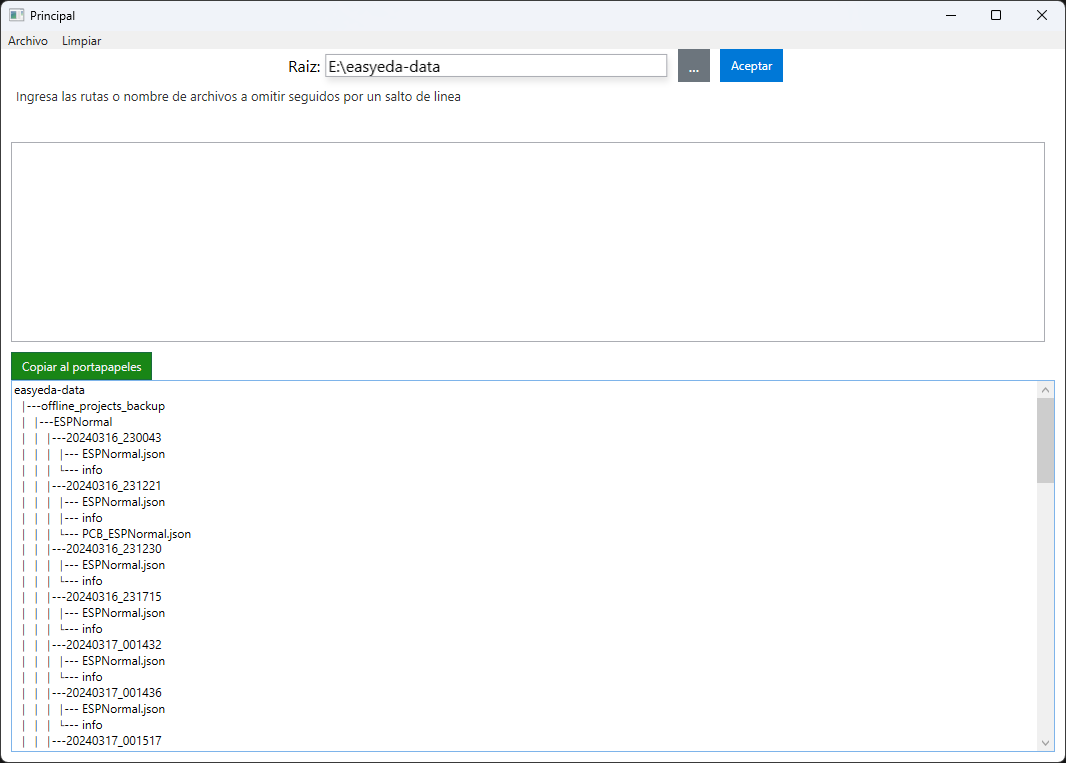 Principal
Archivo Limpiar
Raiz: E:\easyeda-data ... Aceptar
Ingresa las rutas o nombre de archivos a omitir seguidos por un salto de linea
Copiar al portapapeles
easyeda-data
|---offline_projects_backup
| |---ESPNormal
| | |---20240316_230043
| | | |--- ESPNormal.json
| | | └--- info
| | |---20240316_231221
| | | |--- ESPNormal.json
| | | |--- info
| | | └--- PCB_ESPNormal.json
| | |---20240316_231230
| | | |--- ESPNormal.json
| | | └--- info
| | |---20240316_231715
| | | |--- ESPNormal.json
| | | └--- info
| | |---20240317_001432
| | | |--- ESPNormal.json
| | | └--- info
| | |---20240317_001436
| | | |--- ESPNormal.json
| | | └--- info
| | |---20240317_001517